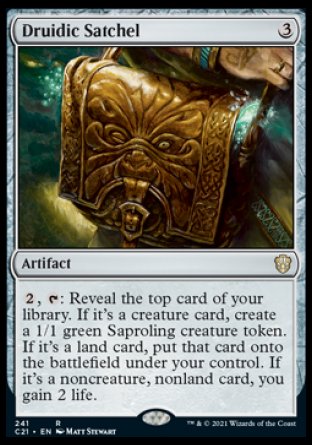 Druidic Satchel 3
Artifact
2, T: Reveal the top card of your
library. If it's a creature card, create
a 1/1 green Saproling creature token.
If it's a land card, put that card onto
the battlefield under your control. If
it's a noncreature, nonland card, you
gain 2 life.
241 R
C21 • EN MATT STEWART
™ & © 2021 Wizards of the Coast